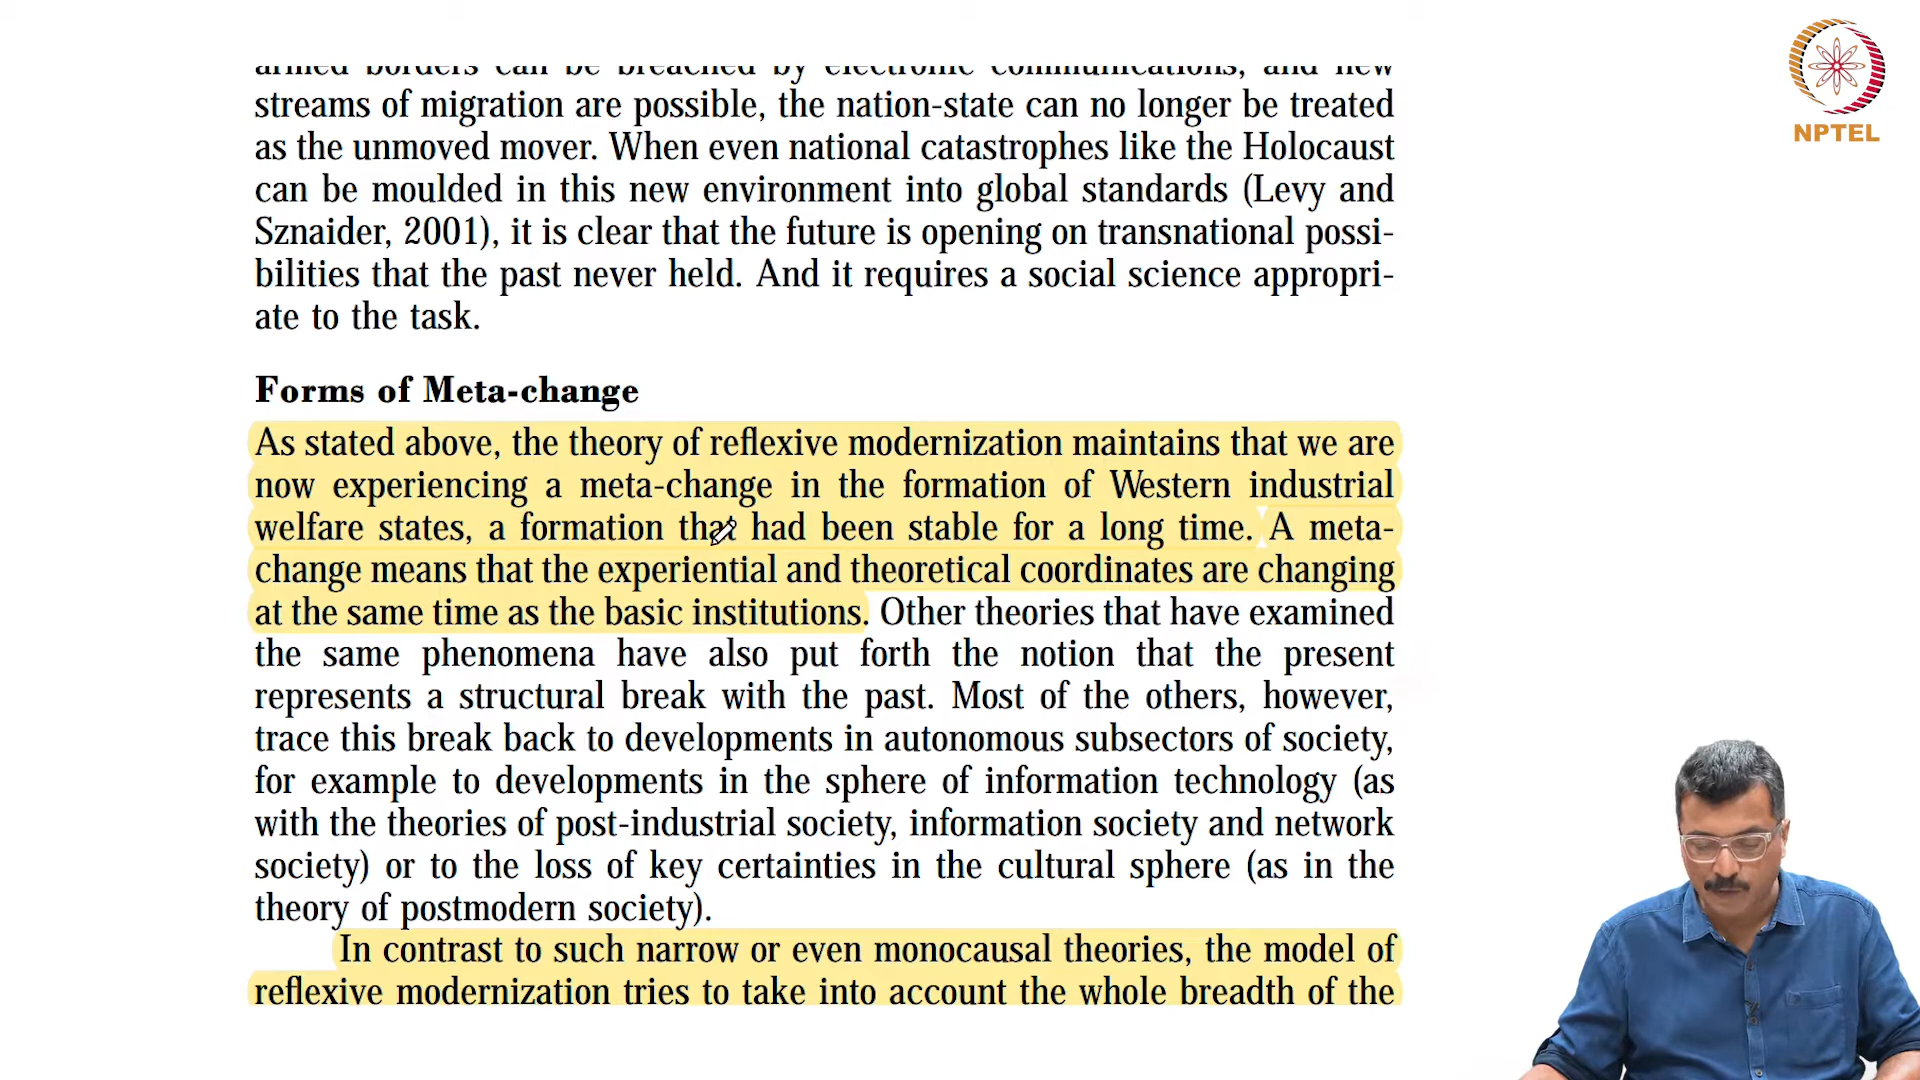 armed borders can be breached by electronic communications, and new
streams of migration are possible, the nation-state can no longer be treated
as the unmoved mover. When even national catastrophes like the Holocaust
can be moulded in this new environment into global standards (Levy and
Sznaider, 2001), it is clear that the future is opening on transnational possi-
bilities that the past never held. And it requires a social science appropri-
ate to the task.
Forms of Meta-change
As stated above, the theory of reflexive modernization maintains that we are
now experiencing a meta-change in the formation of Western industrial
welfare states, a formation that had been stable for a long time. A meta-
change means that the experiential and theoretical coordinates are changing
at the same time as the basic institutions. Other theories that have examined
the same phenomena have also put forth the notion that the present
represents a structural break with the past. Most of the others, however,
trace this break back to developments in autonomous subsectors of society,
for example to developments in the sphere of information technology (as
with the theories of post-industrial society, information society and network
society) or to the loss of key certainties in the cultural sphere (as in the
theory of postmodern society).
In contrast to such narrow or even monocausal theories, the model of
reflexive modernization tries to take into account the whole breadth of the
NPTEL